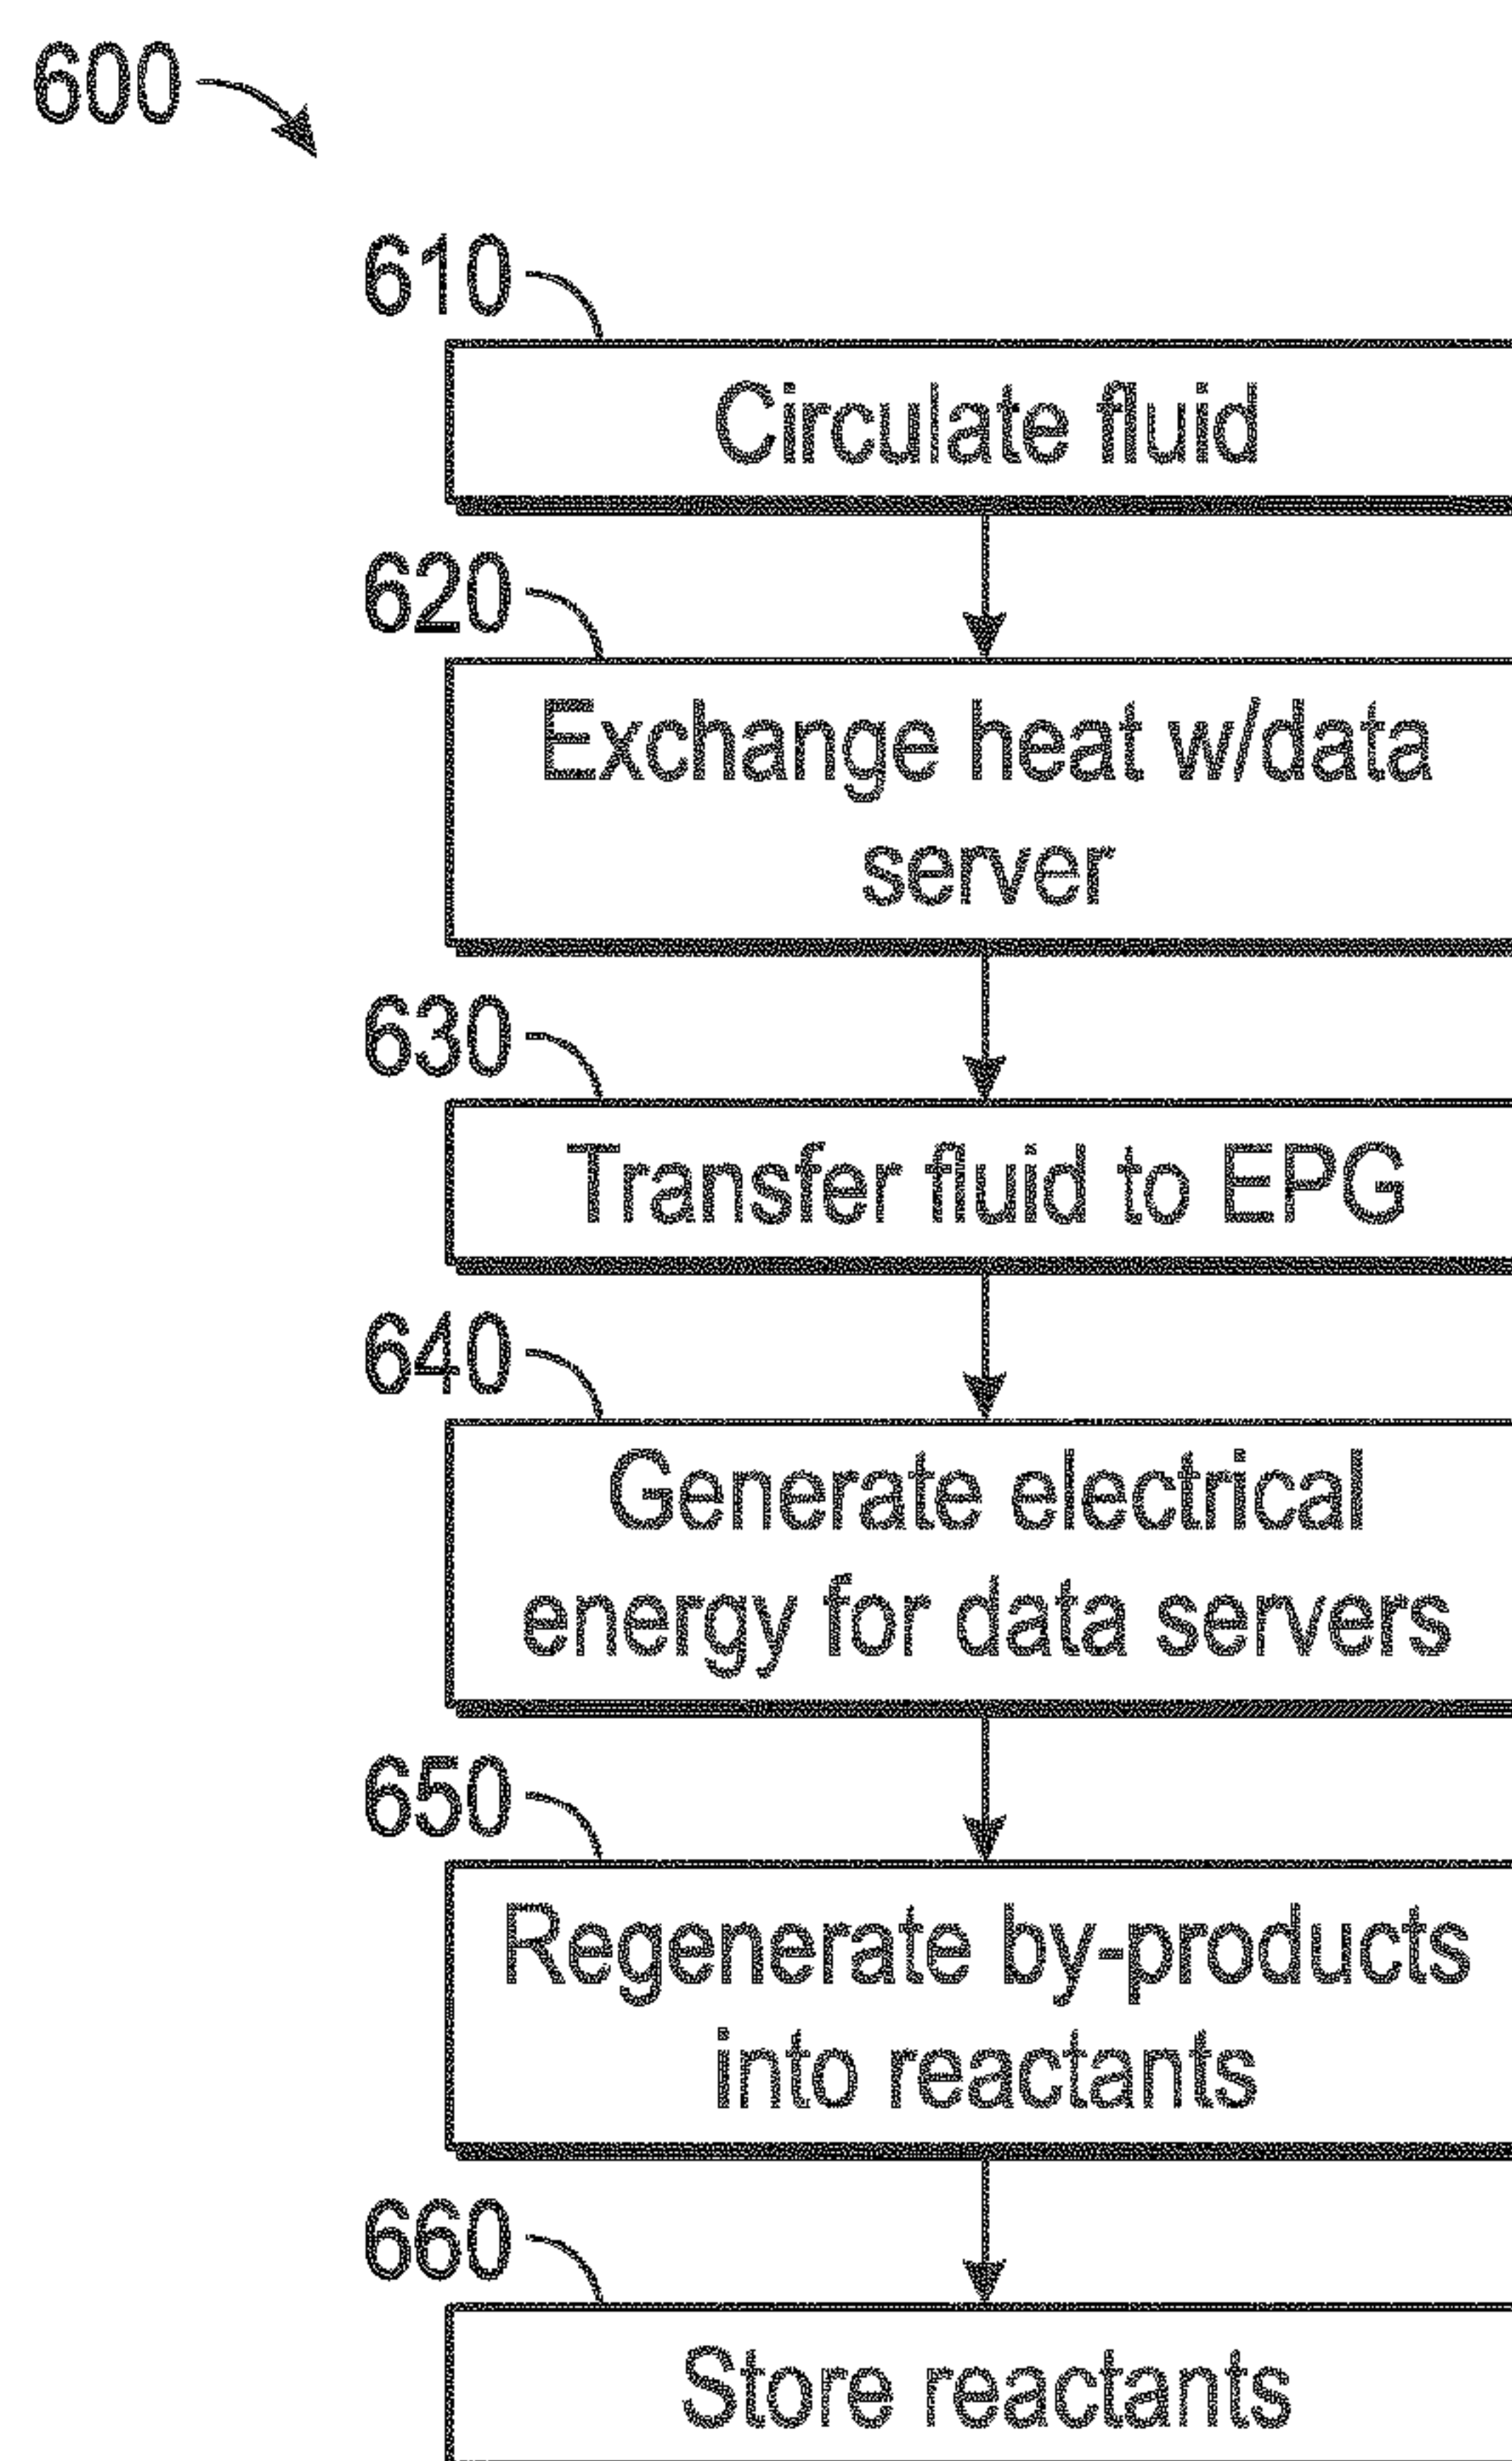 600
610
Circulate fluid
620
Exchange heat w/data
server
630
Transfer fluid to EPG
640
Generate electrical
energy for data servers
650
Regenerate by-products
into reactants
660
Store reactants